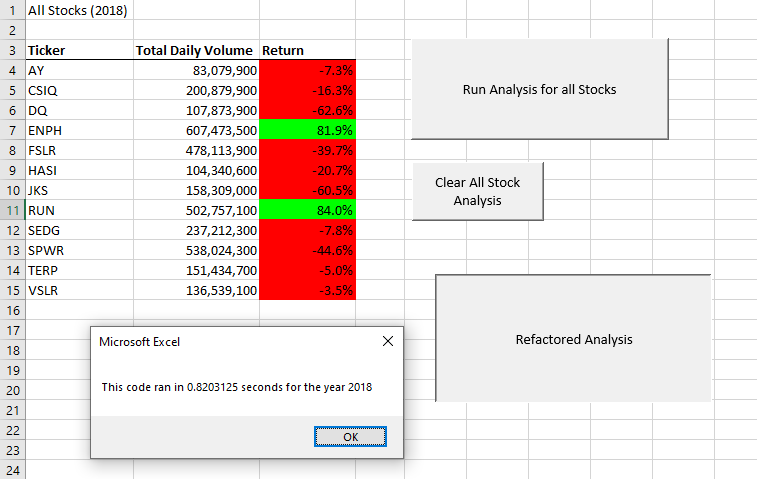 1 All Stocks (2018)
2
3 Ticker Total Daily Volume Return
4 AY 83,079,900 -7.3%
5 CSIQ 200,879,900 -16.3%
6 DQ 107,873,900 -62.6%
7 ENPH 607,473,500 81.9%
8 FSLR 478,113,900 -39.7%
9 HASI 104,340,600 -20.7%
10 JKS 158,309,000 -60.5%
11 RUN 502,757,100 84.0%
12 SEDG 237,212,300 -7.8%
13 SPWR 538,024,300 -44.6%
14 TERP 151,434,700 -5.0%
15 VSLR 136,539,100 -3.5%
16
17
18
19
20
21
22
23
24
Run Analysis for all Stocks
Clear All Stock
Analysis
Refactored Analysis
Microsoft Excel
This code ran in 0.8203125 seconds for the year 2018
OK